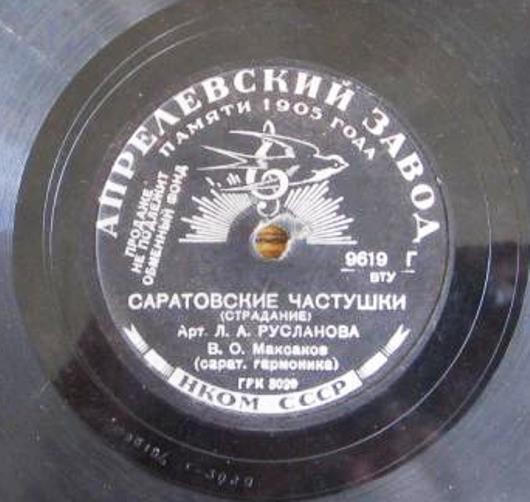 АПРЕЛЕВСКИЙ ЗАВОД
ПАМЯТИ 1905 ГОДА
ПРОДАЖЕ
НЕ ПОДЛЕЖИТ
ОБМЕННЫЙ ФОНД
9619 Г
ВТУ
САРАТОВСКИЕ ЧАСТУШКИ
(СТРАДАНИЕ)
Арт. Л. А. РУСЛАНОВА
В. О. Максаков
(сарат. гармоника)
ГРК 8029
НКОМ СССР